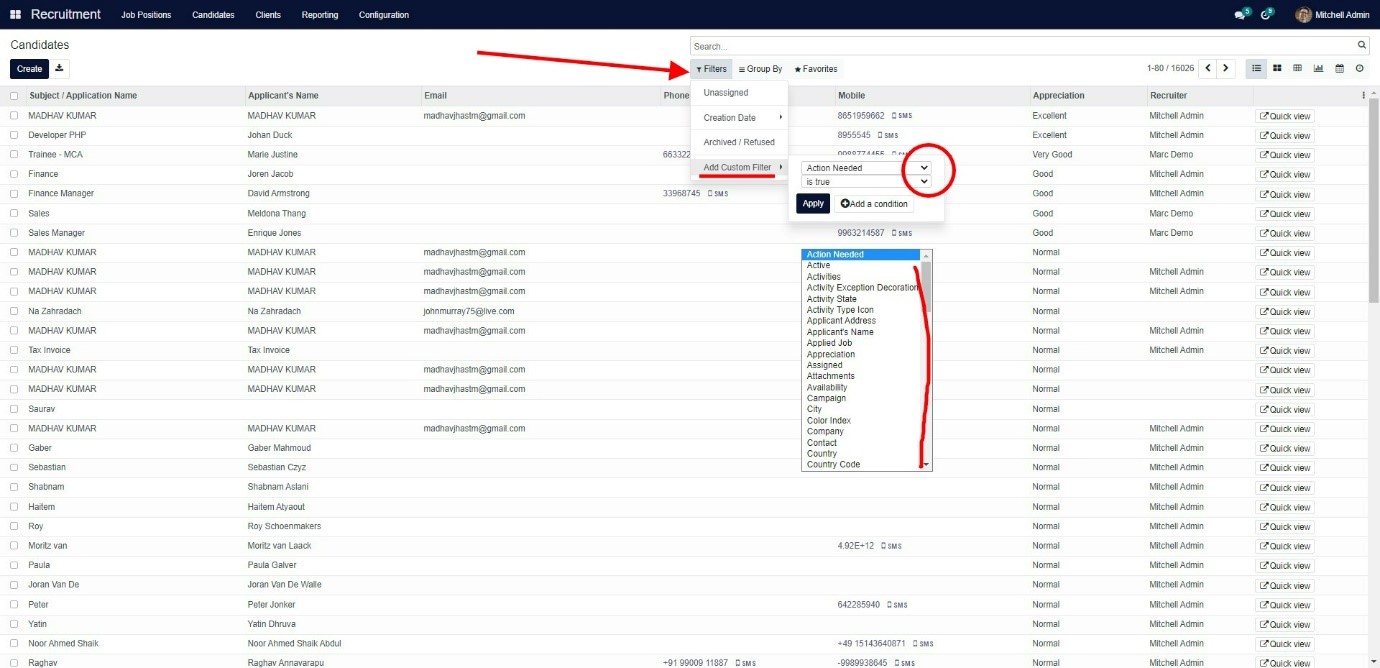 Recruitment Job Positions Candidates Clients Reporting Configuration 5 9 Mitchell Admin
Candidates Search...
Create Filters Group By Favorites 1-80 / 16026
Subject / Application Name Applicant's Name Email Phone Mobile Appreciation Recruiter
Unassigned
Creation Date
Archived / Refused
Add Custom Filter
Action Needed
is true
Apply Add a condition
Action Needed
Active
Activities
Activity Exception Decoration
Activity State
Activity Type Icon
Applicant Address
Applicant's Name
Applied Job
Appreciation
Assigned
Attachments
Availability
Campaign
City
Color Index
Company
Contact
Country
Country Code
MADHAV KUMAR MADHAV KUMAR madhavjhastm@gmail.com 8651959662 SMS Excellent Mitchell Admin Quick view
Developer PHP Johan Duck 8955545 SMS Excellent Mitchell Admin Quick view
Trainee - MCA Marie Justine 9988774455 SMS Very Good Marc Demo Quick view
Finance Joren Jacob Good Mitchell Admin Quick view
Finance Manager David Armstrong 33968745 SMS Good Mitchell Admin Quick view
Sales Meldona Thang Good Marc Demo Quick view
Sales Manager Enrique Jones 9963214587 SMS Good Marc Demo Quick view
MADHAV KUMAR MADHAV KUMAR madhavjhastm@gmail.com Normal Quick view
MADHAV KUMAR MADHAV KUMAR madhavjhastm@gmail.com Normal Mitchell Admin Quick view
MADHAV KUMAR MADHAV KUMAR madhavjhastm@gmail.com Normal Mitchell Admin Quick view
Na Zahradach Na Zahradach johnmurray75@live.com Normal Quick view
MADHAV KUMAR MADHAV KUMAR madhavjhastm@gmail.com Normal Mitchell Admin Quick view
Tax Invoice Tax Invoice Normal Mitchell Admin Quick view
MADHAV KUMAR MADHAV KUMAR madhavjhastm@gmail.com Normal Quick view
MADHAV KUMAR MADHAV KUMAR madhavjhastm@gmail.com Normal Quick view
Saurav Normal Quick view
MADHAV KUMAR MADHAV KUMAR madhavjhastm@gmail.com Normal Mitchell Admin Quick view
Gaber Gaber Mahmoud Normal Mitchell Admin Quick view
Sebastian Sebastian Czyz Normal Mitchell Admin Quick view
Shabnam Shabnam Aslani Normal Mitchell Admin Quick view
Haitem Haitem Atyaout Normal Mitchell Admin Quick view
Roy Roy Schoenmakers Normal Mitchell Admin Quick view
Moritz van Moritz van Laack 4.92E+12 SMS Normal Mitchell Admin Quick view
Paula Paula Galver Normal Mitchell Admin Quick view
Joran Van De Joran Van De Walle Normal Mitchell Admin Quick view
Peter Peter Jonker 642285940 SMS Normal Mitchell Admin Quick view
Yatin Yatin Dhruva Normal Mitchell Admin Quick view
Noor Ahmed Shaik Noor Ahmed Shaik Abdul +49 15143640871 SMS Normal Mitchell Admin Quick view
Raghav Raghav Annavarapu +91 99009 11887 SMS -9989938645 SMS Normal Mitchell Admin Quick view